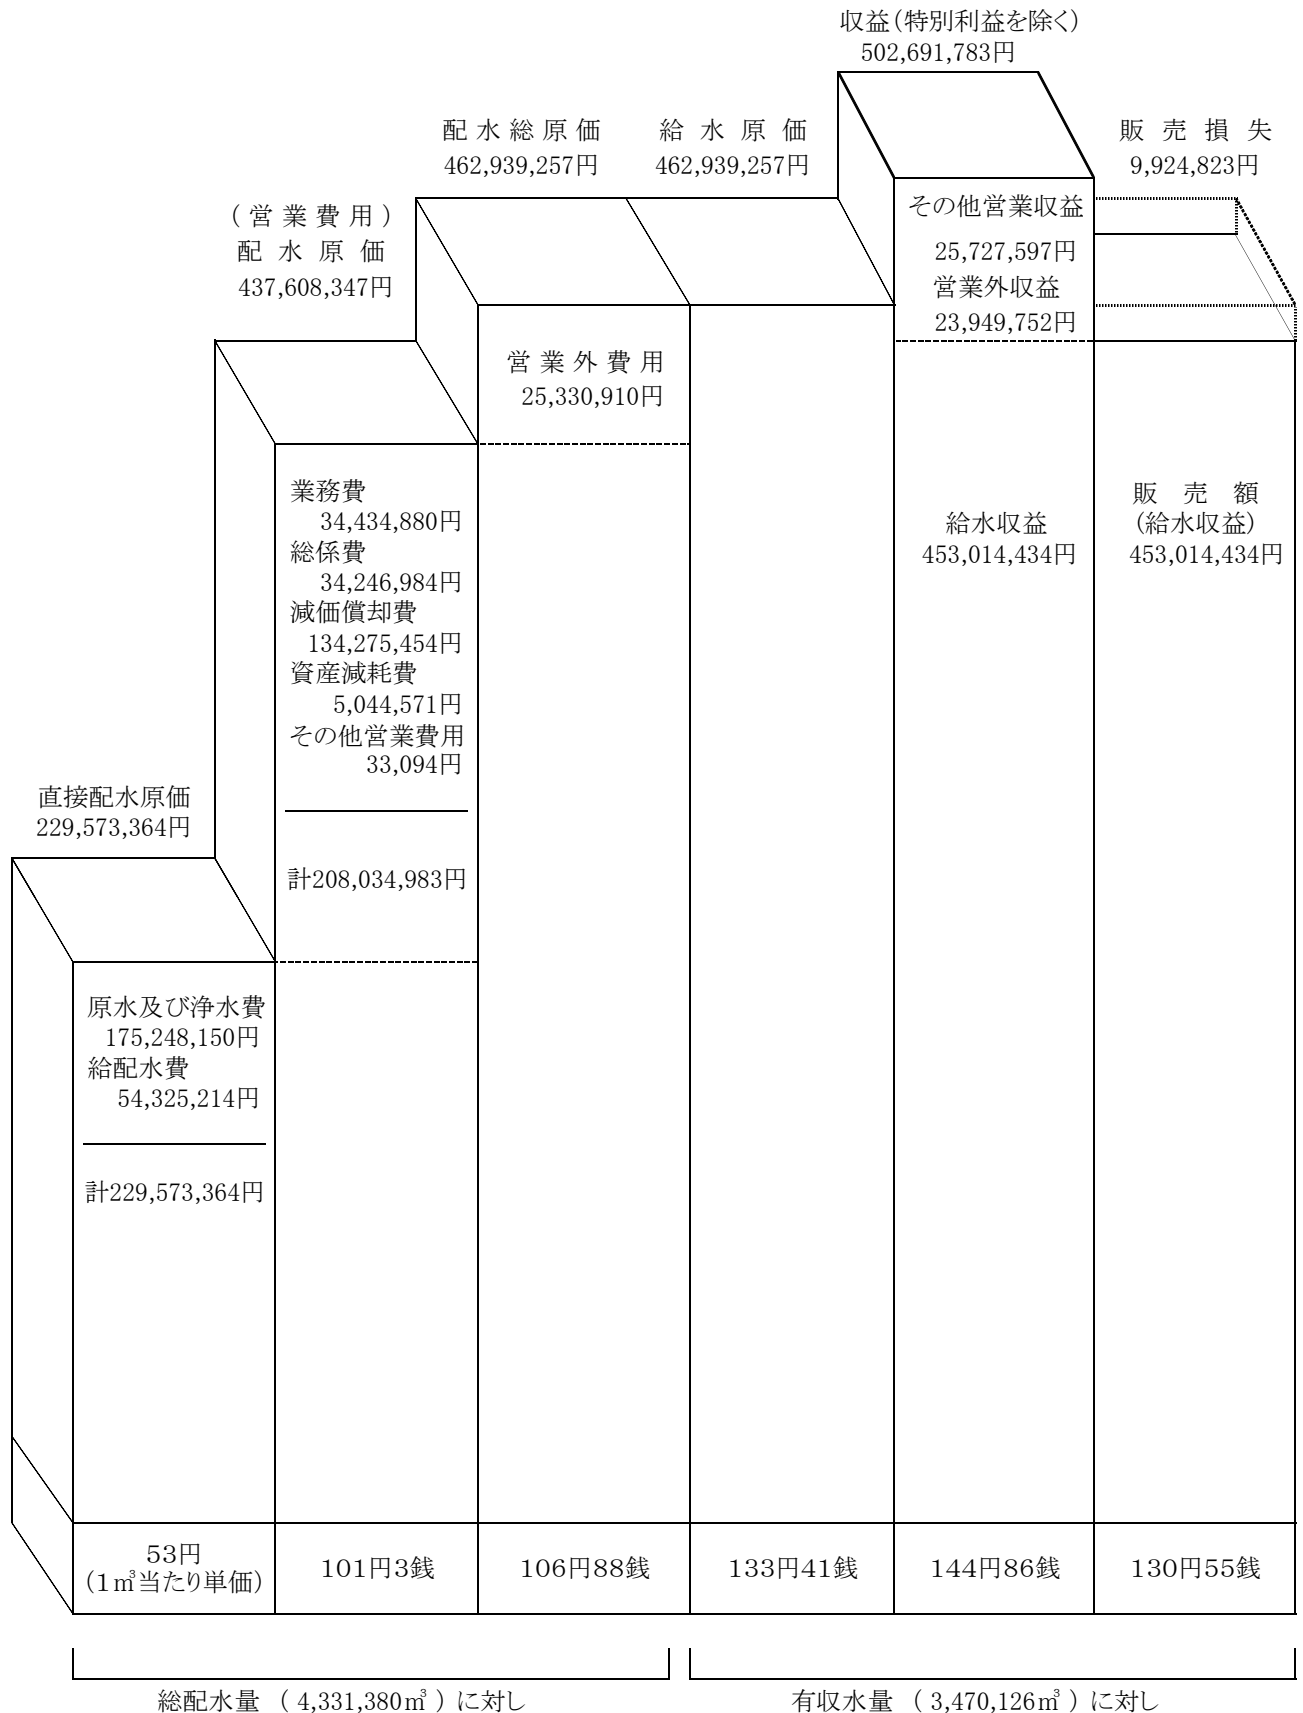 収益(特別利益を除く)
502,691,783円
配水総原価
462,939,257円
給水原価
462,939,257円
販売損失
9,924,823円
(営業費用)
配水原価
437,608,347円
その他営業収益
25,727,597円
営業外収益
23,949,752円
営業外費用
25,330,910円
業務費
34,434,880円
総係費
34,246,984円
減価償却費
134,275,454円
資産減耗費
5,044,571円
その他営業費用
33,094円
計208,034,983円
給水収益
453,014,434円
販売額
(給水収益)
453,014,434円
直接配水原価
229,573,364円
原水及び浄水費
175,248,150円
給配水費
54,325,214円
計229,573,364円
53円
(1㎥当たり単価)
101円3銭
106円88銭
133円41銭
144円86銭
130円55銭
総配水量 (4,331,380㎥) に対し
有収水量 (3,470,126㎥) に対し